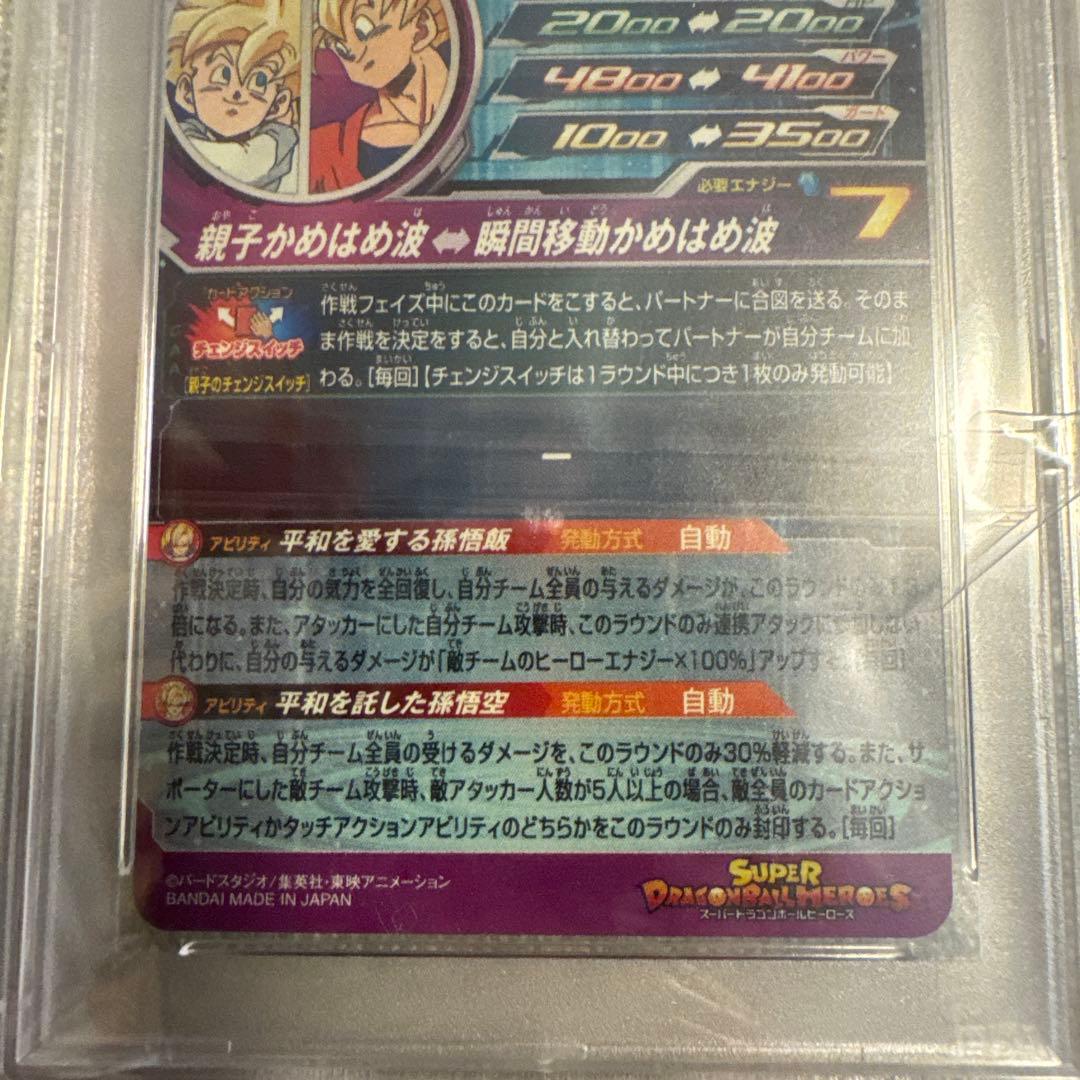 2000 ⇔ 2000
パワー
4800 ⇔ 4100
ガード
1000 ⇔ 3500
必要エナジー 7
親子かめはめ波⇔瞬間移動かめはめ波
カードアクション
チェンジスイッチ
[親子のチェンジスイッチ]
作戦フェイズ中にこのカードをこすると、パートナーに合図を送る。そのま
ま作戦を決定をすると、自分と入れ替わってパートナーが自分チームに加
わる。[毎回]【チェンジスイッチは1ラウンド中につき1枚のみ発動可能】
ー
アビリティ 平和を愛する孫悟飯 発動方式 自動
作戦決定時、自分の気力を全回復し、自分チーム全員の与えるダメージが、このラウンド
倍になる。また、アタッカーにした自分チーム攻撃時、このラウンドのみ連携アタックに しない
代わりに、自分の与えるダメージが「敵チームのヒーローエナジー×100%」アップする。[毎回]
アビリティ 平和を託した孫悟空 発動方式 自動
作戦決定時、自分チーム全員の受けるダメージを、このラウンドのみ30%軽減する。また、サ
ポーターにした敵チーム攻撃時、敵アタッカー人数が5人以上の場合、敵全員のカードアクショ
ンアビリティかタッチアクションアビリティのどちらかをこのラウンドのみ封印する。[毎回]
©バードスタジオ/集英社・東映アニメーション
BANDAI MADE IN JAPAN
SUPER
DRAGONBALL HEROES
スーパードラゴンボールヒーローズ